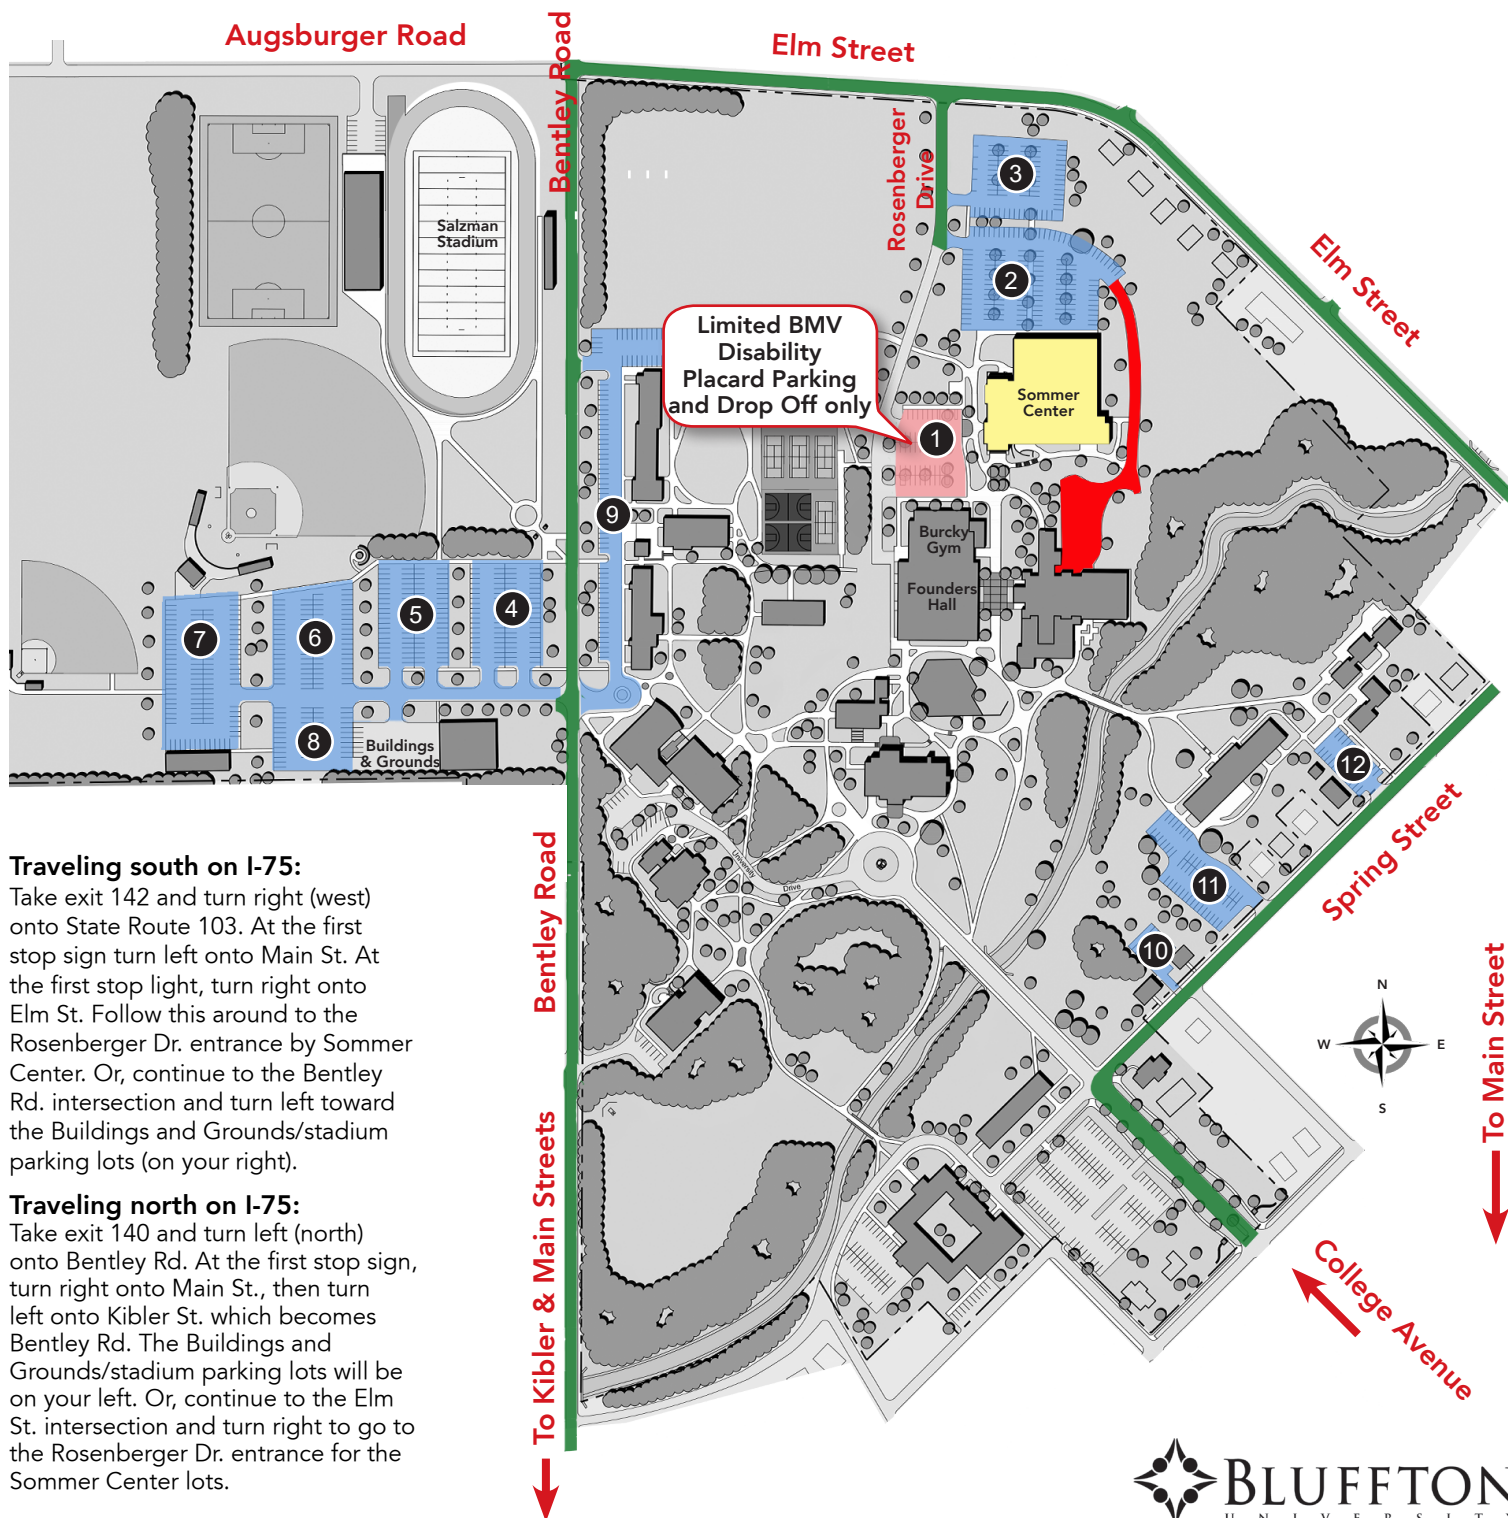 Augsburger Road
Bentley Road
Elm Street
Rosenberger
Drive
Elm Street
3
2
Salzman
Stadium
Limited BMV
Disability
Placard Parking
and Drop Off only
1
Sommer
Center
9
Burcky
Gym
Founders
Hall
4
5
6
7
8
Buildings
& Grounds
12
11
10
Spring Street
University
Drive
Bentley Road
Traveling south on I-75:
Take exit 142 and turn right (west)
onto State Route 103. At the first
stop sign turn left onto Main St. At
the first stop light, turn right onto
Elm St. Follow this around to the
Rosenberger Dr. entrance by Sommer
Center. Or, continue to the Bentley
Rd. intersection and turn left toward
the Buildings and Grounds/stadium
parking lots (on your right).
Traveling north on I-75:
Take exit 140 and turn left (north)
onto Bentley Rd. At the first stop sign,
turn right onto Main St., then turn
left onto Kibler St. which becomes
Bentley Rd. The Buildings and
Grounds/stadium parking lots will be
on your left. Or, continue to the Elm
St. intersection and turn right to go to
the Rosenberger Dr. entrance for the
Sommer Center lots.
To Kibler & Main Streets
N
W
E
S
To Main Street
College Avenue
BLUFFTON